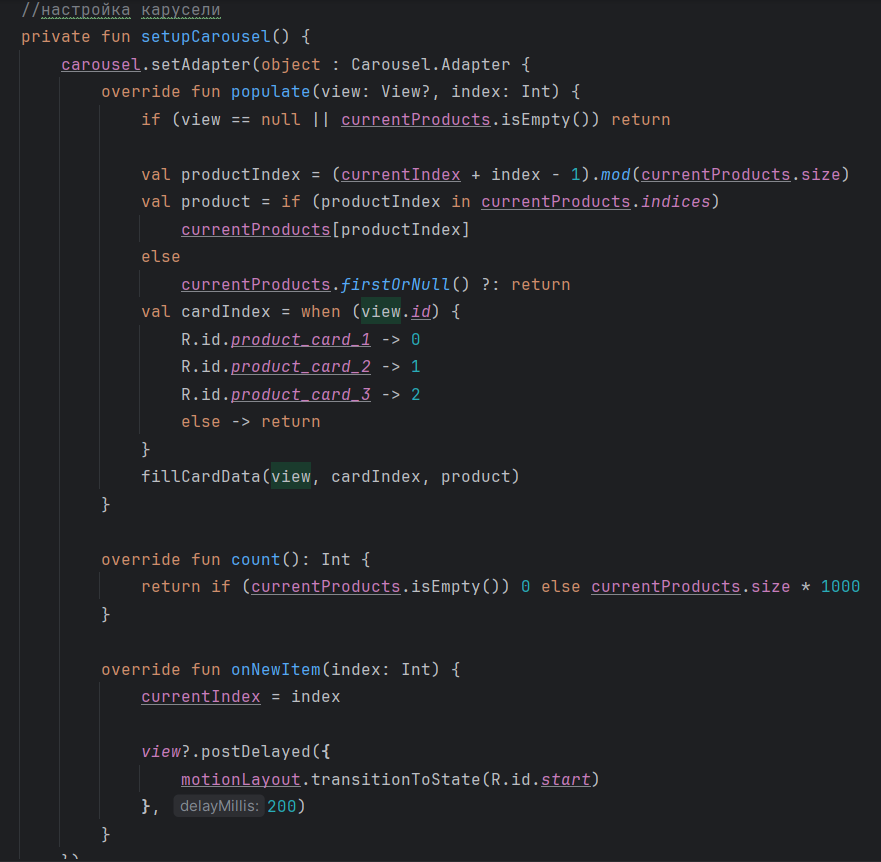 //настройка карусели
private fun setupCarousel() {
carousel.setAdapter(object : Carousel.Adapter {
override fun populate(view: View?, index: Int) {
if (view == null || currentProducts.isEmpty()) return
val productIndex = (currentIndex + index - 1).mod(currentProducts.size)
val product = if (productIndex in currentProducts.indices)
currentProducts[productIndex]
else
currentProducts.firstOrNull() ?: return
val cardIndex = when (view.id) {
R.id.product_card_1 -> 0
R.id.product_card_2 -> 1
R.id.product_card_3 -> 2
else -> return
}
fillCardData(view, cardIndex, product)
}
override fun count(): Int {
return if (currentProducts.isEmpty()) 0 else currentProducts.size * 1000
}
override fun onNewItem(index: Int) {
currentIndex = index
view?.postDelayed({
motionLayout.transitionToState(R.id.start)
}, delayMillis: 200)
}